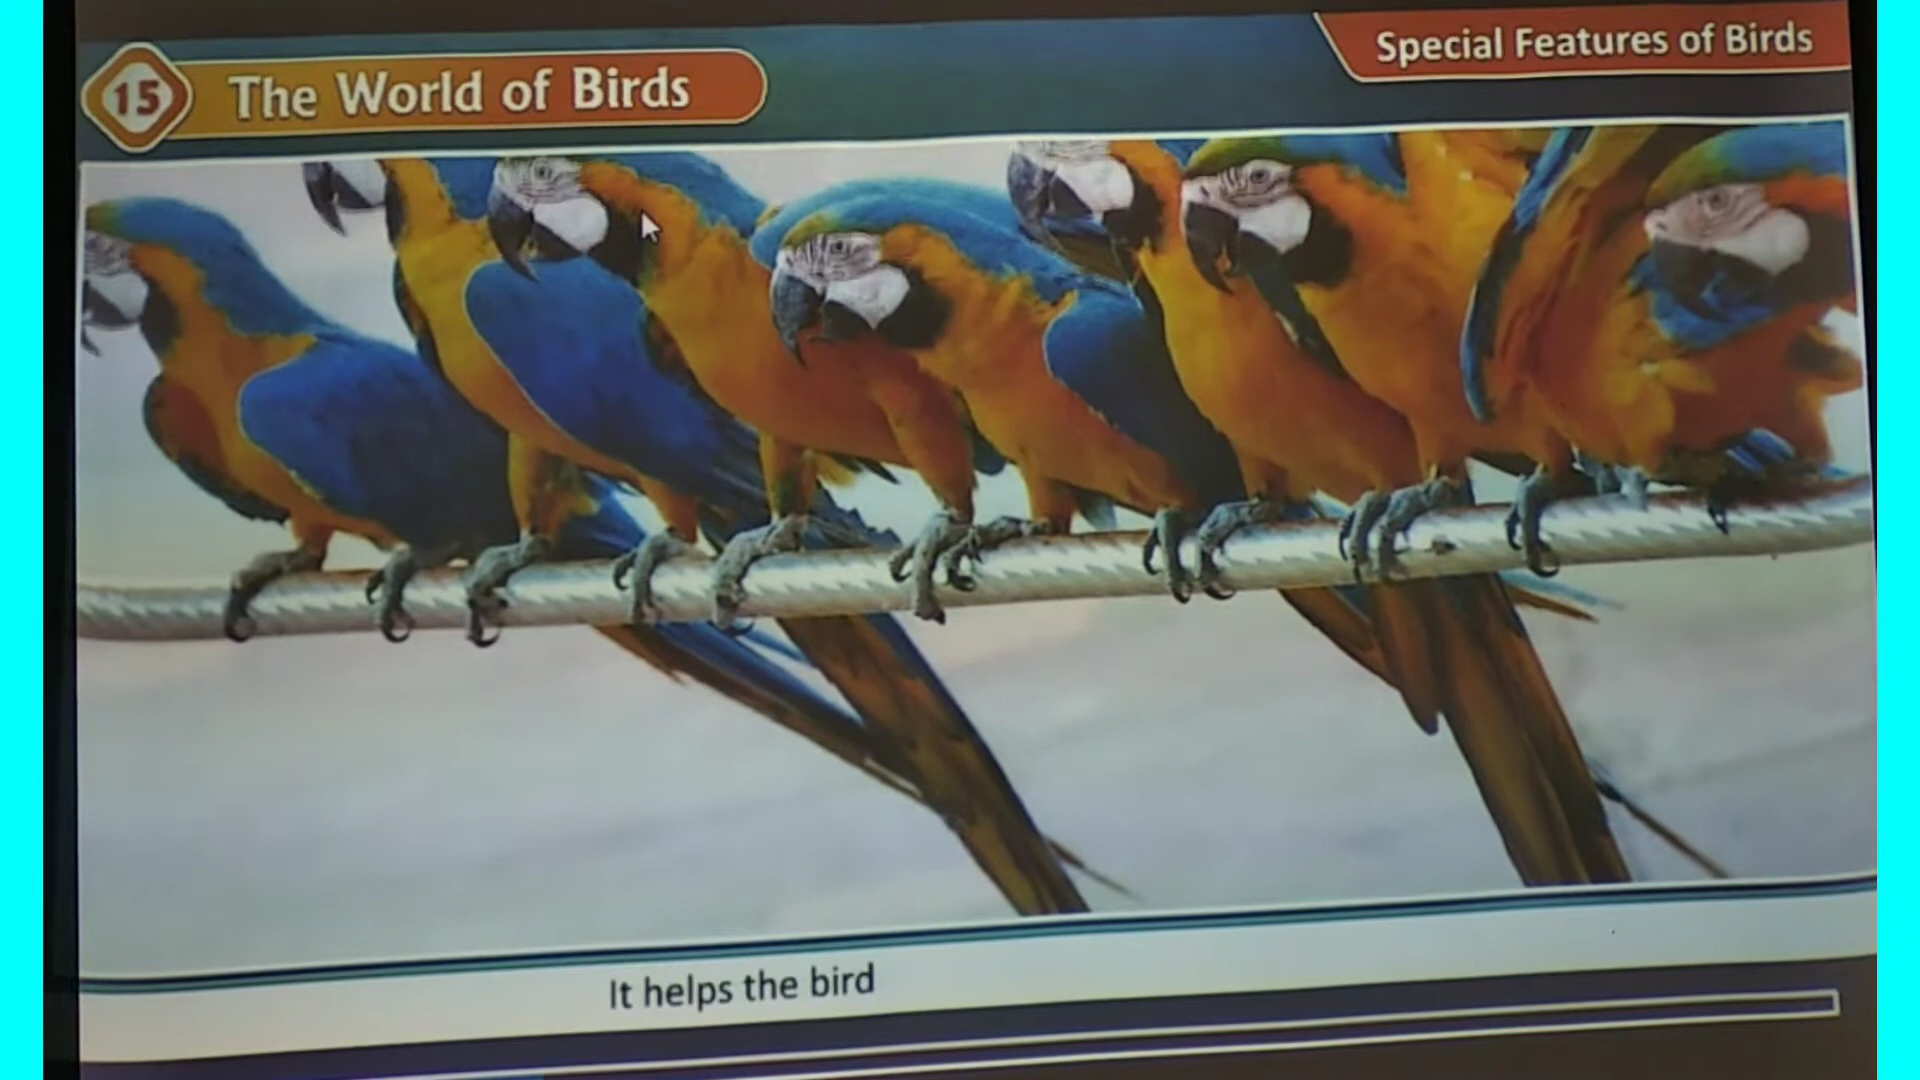 15
The World of Birds
Special Features of Birds
It helps the bird